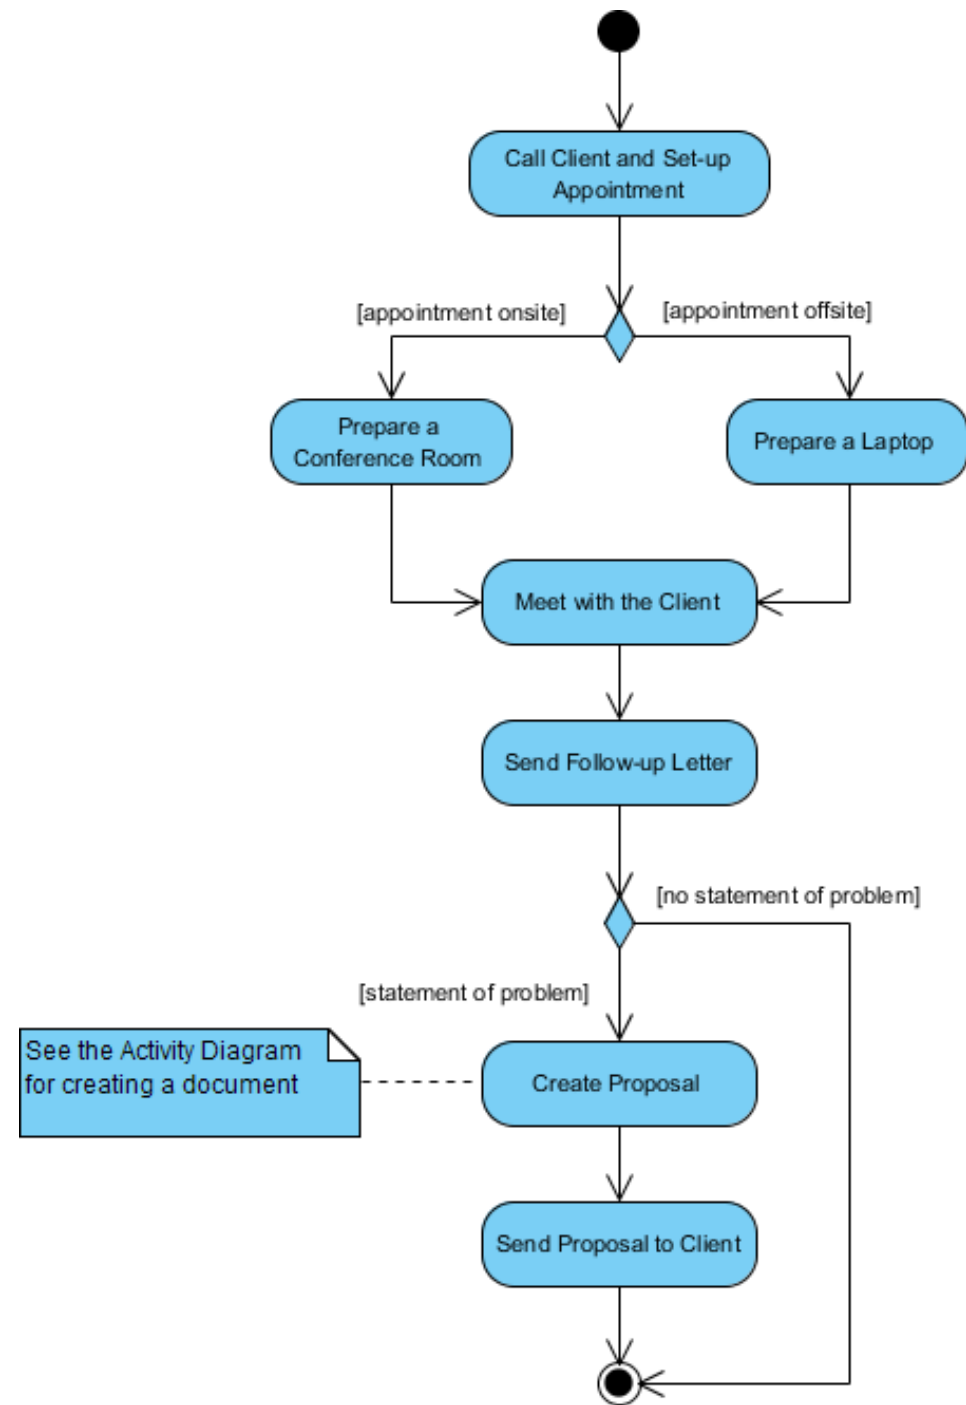 Call Client and Set-up
Appointment
[appointment onsite]
[appointment offsite]
Prepare a
Conference Room
Prepare a Laptop
Meet with the Client
Send Follow-up Letter
[no statement of problem]
[statement of problem]
See the Activity Diagram
for creating a document
Create Proposal
Send Proposal to Client